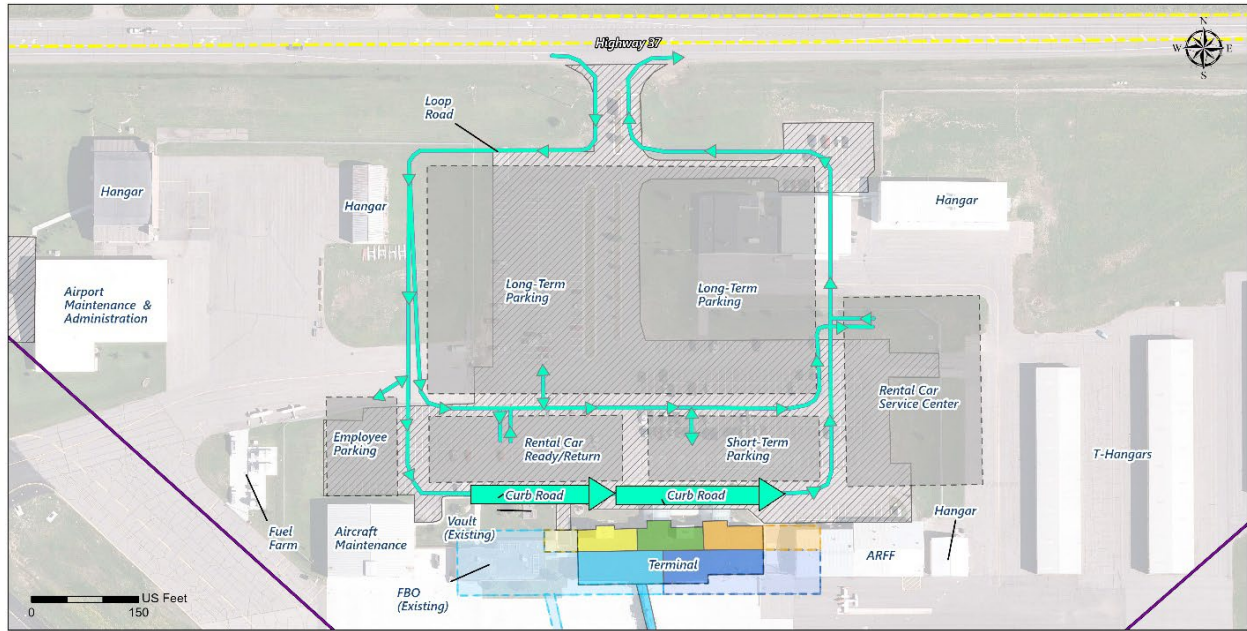 Highway 37
N
W E
S
Loop
Road
Hangar
Hangar
Hangar
Airport
Maintenance &
Administration
Long-Term
Parking
Long-Term
Parking
Rental Car
Service Center
T-Hangars
Employee
Parking
Rental Car
Ready/Return
Short-Term
Parking
Curb Road
Curb Road
Fuel
Farm
Aircraft
Maintenance
Vault
(Existing)
Hangar
ARFF
Terminal
FBO
(Existing)
US Feet
0 150